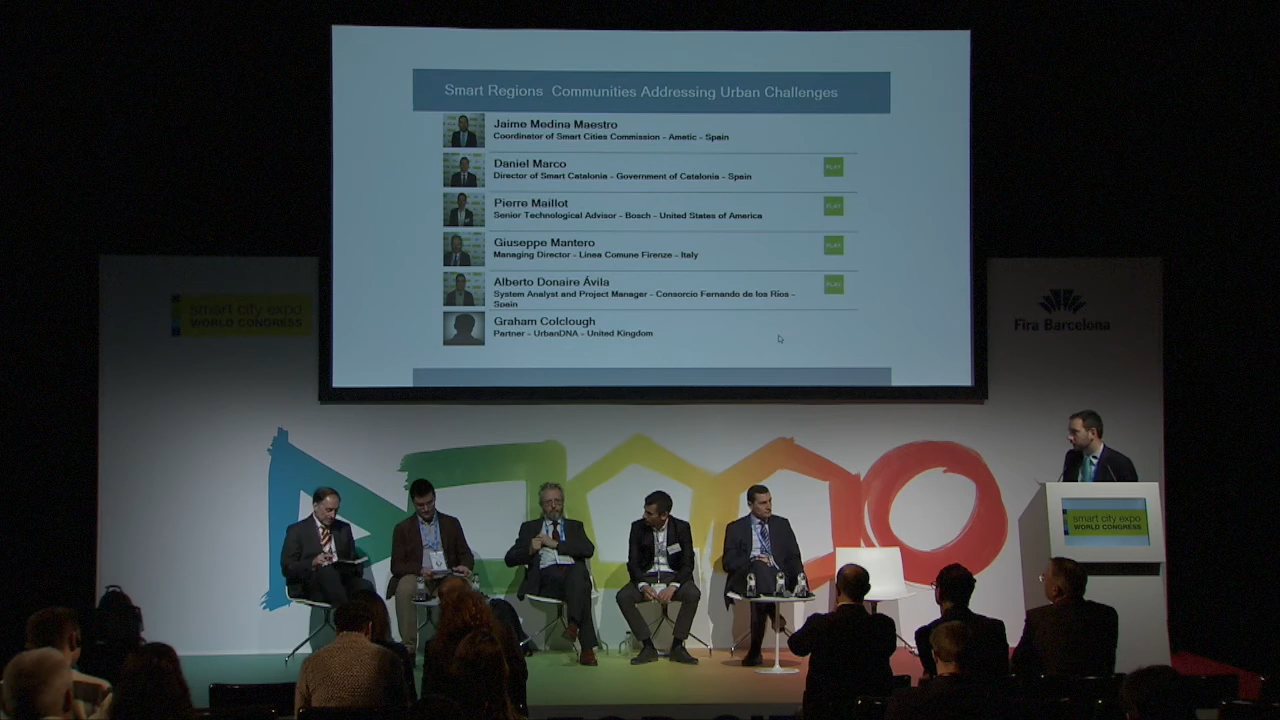 Smart Regions Communities Addressing Urban Challenges
Jaime Medina Maestro
Coordinator of Smart Cities Commission - Ametic - Spain
Daniel Marco
Director of Smart Catalonia - Government of Catalonia - Spain
PLAY
Pierre Maillot
Senior Technological Advisor - Bosch - United States of America
PLAY
Giuseppe Mantero
Managing Director - Linea Comune Firenze - Italy
PLAY
Alberto Donaire Ávila
System Analyst and Project Manager - Consorcio Fernando de los Ríos -
Spain
PLAY
Graham Colclough
Partner - UrbanDNA - United Kingdom
smart city expo
WORLD CONGRESS
Fira Barcelona
smart city expo
WORLD CONGRESS